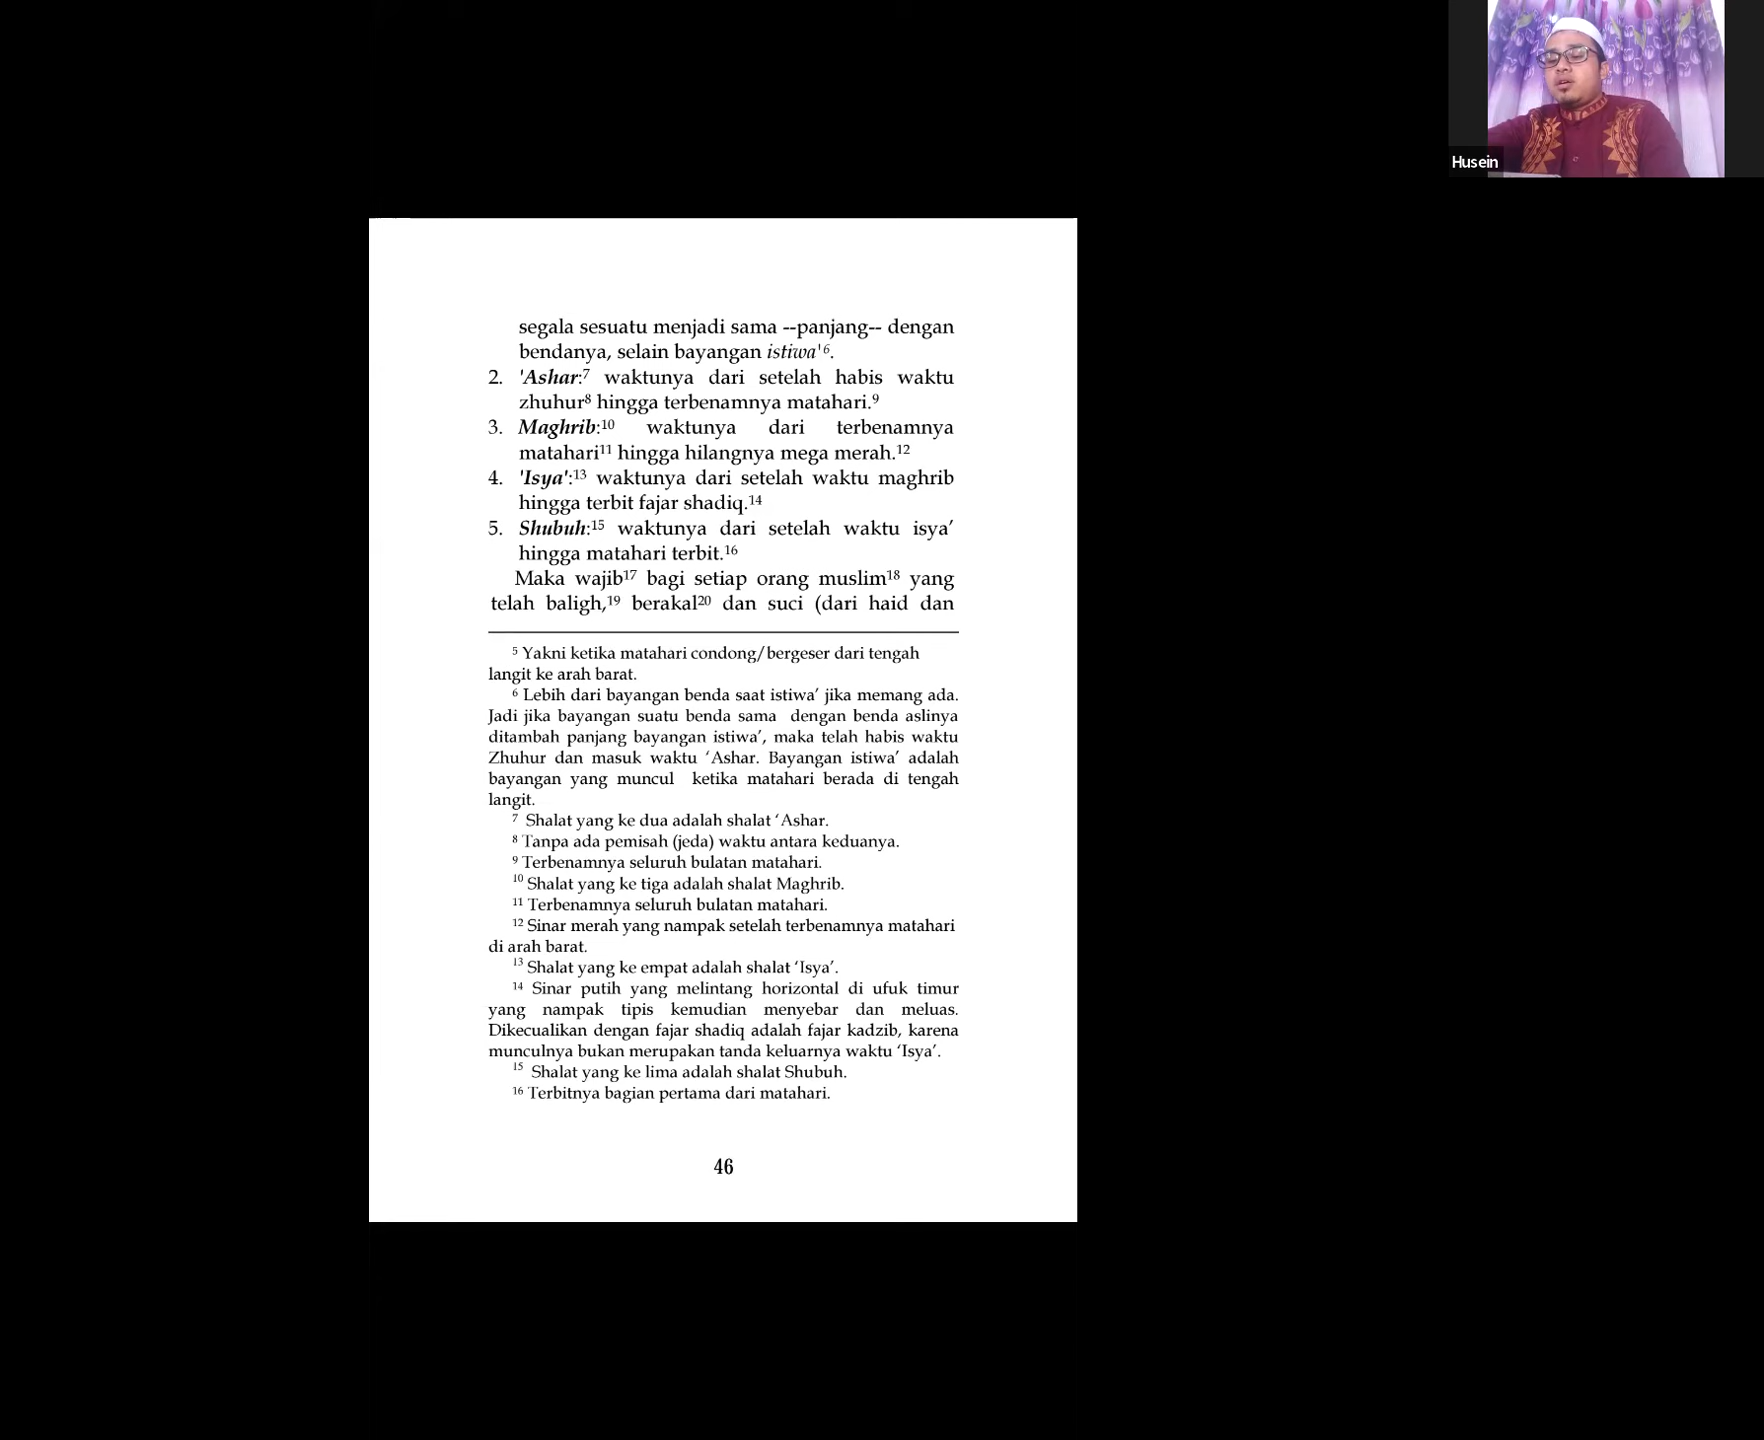 Husein
segala sesuatu menjadi sama --panjang-- dengan
bendanya, selain bayangan istiwa'⁶.
2. 'Ashar:⁷ waktunya dari setelah habis waktu
zhuhur⁸ hingga terbenamnya matahari.⁹
3. Maghrib:¹⁰ waktunya dari terbenamnya
matahari¹¹ hingga hilangnya mega merah.¹²
4. 'Isya':¹³ waktunya dari setelah waktu maghrib
hingga terbit fajar shadiq.¹⁴
5. Shubuh:¹⁵ waktunya dari setelah waktu isya’
hingga matahari terbit.¹⁶
Maka wajib¹⁷ bagi setiap orang muslim¹⁸ yang
telah baligh,¹⁹ berakal²⁰ dan suci (dari haid dan
⁵ Yakni ketika matahari condong/bergeser dari tengah
langit ke arah barat.
⁶ Lebih dari bayangan benda saat istiwa’ jika memang ada.
Jadi jika bayangan suatu benda sama dengan benda aslinya
ditambah panjang bayangan istiwa’, maka telah habis waktu
Zhuhur dan masuk waktu ‘Ashar. Bayangan istiwa’ adalah
bayangan yang muncul ketika matahari berada di tengah
langit.
⁷ Shalat yang ke dua adalah shalat ‘Ashar.
⁸ Tanpa ada pemisah (jeda) waktu antara keduanya.
⁹ Terbenamnya seluruh bulatan matahari.
¹⁰ Shalat yang ke tiga adalah shalat Maghrib.
¹¹ Terbenamnya seluruh bulatan matahari.
¹² Sinar merah yang nampak setelah terbenamnya matahari
di arah barat.
¹³ Shalat yang ke empat adalah shalat ‘Isya’.
¹⁴ Sinar putih yang melintang horizontal di ufuk timur
yang nampak tipis kemudian menyebar dan meluas.
Dikecualikan dengan fajar shadiq adalah fajar kadzib, karena
munculnya bukan merupakan tanda keluarnya waktu ‘Isya’.
¹⁵ Shalat yang ke lima adalah shalat Shubuh.
¹⁶ Terbitnya bagian pertama dari matahari.
46